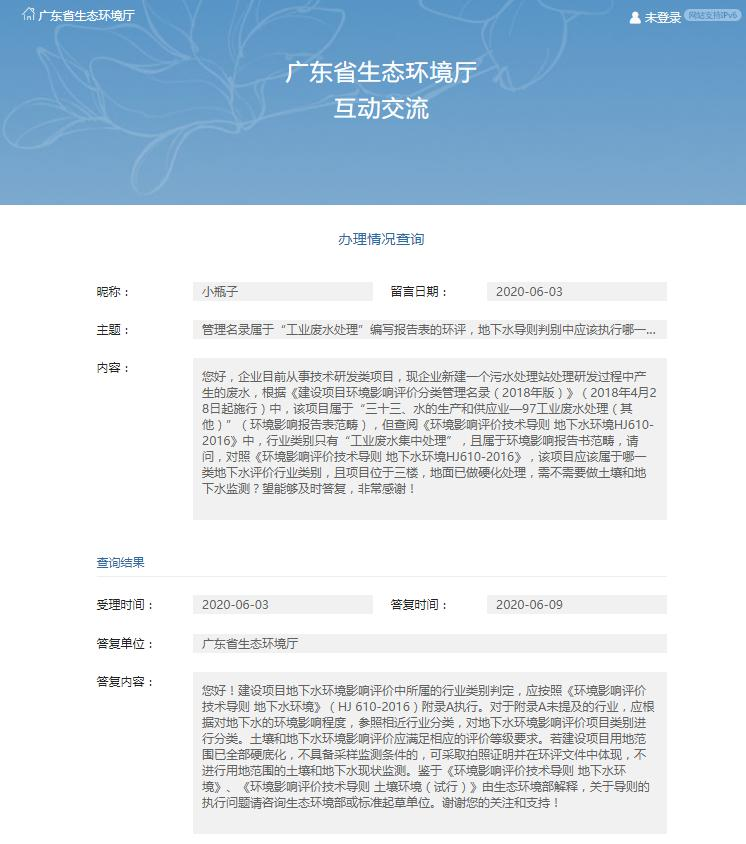 广东省生态环境厅
未登录 网站支持IPv6
广东省生态环境厅
互动交流
办理情况查询
昵称： 小瓶子 留言日期： 2020-06-03
主题： 管理名录属于“工业废水处理”编写报告表的环评，地下水导则判别中应该执行哪一...
内容：
您好，企业目前从事技术研发类项目，现企业新建一个污水处理站处理研发过程中产
生的废水，根据《建设项目环境影响评价分类管理名录（2018年版）》（2018年4月2
8日起施行）中，该项目属于“三十三、水的生产和供应业—97工业废水处理（其
他）”（环境影响报告表范畴），但查阅《环境影响评价技术导则 地下水环境HJ610-
2016》中，行业类别只有“工业废水集中处理”，且属于环境影响报告书范畴，请
问，对照《环境影响评价技术导则 地下水环境HJ610-2016》，该项目应该属于哪一
类地下水评价行业类别，且项目位于三楼，地面已做硬化处理，需不需要做土壤和地
下水监测？望能够及时答复，非常感谢！
查询结果
受理时间： 2020-06-03 答复时间： 2020-06-09
答复单位： 广东省生态环境厅
答复内容：
您好！建设项目地下水环境影响评价中所属的行业类别判定，应按照《环境影响评价
技术导则 地下水环境》（HJ 610-2016）附录A执行。对于附录A未提及的行业，应根
据对地下水的环境影响程度，参照相近行业分类，对地下水环境影响评价项目类别进
行分类。土壤和地下水环境影响评价应满足相应的评价等级要求。若建设项目用地范
围已全部硬底化，不具备采样监测条件的，可采取拍照证明并在环评文件中体现，不
进行用地范围的土壤和地下水现状监测。鉴于《环境影响评价技术导则 地下水环
境》、《环境影响评价技术导则 土壤环境（试行）》由生态环境部解释，关于导则的
执行问题请咨询生态环境部或标准起草单位。谢谢您的关注和支持！